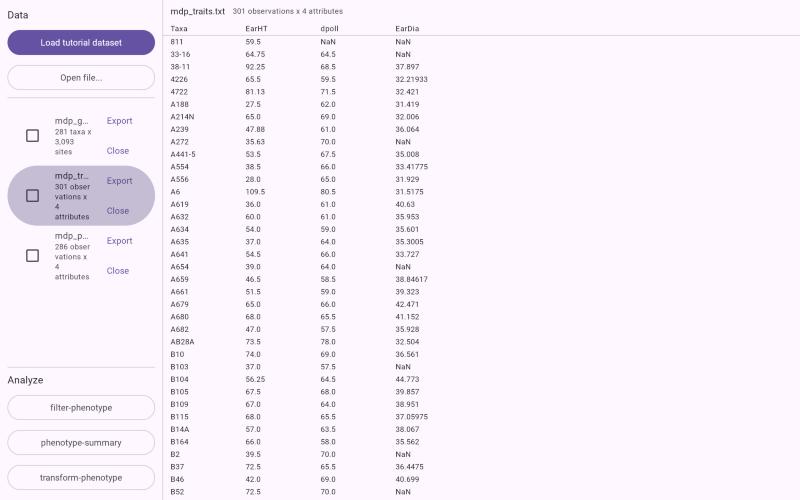 Data
Load tutorial dataset
Open file...
mdp_g...
281 taxa x
3,093
sites
Export
Close
mdp_tr...
301 obser
vations x
4
attributes
Export
Close
mdp_p...
286 obser
vations x
4
attributes
Export
Close
Analyze
filter-phenotype
phenotype-summary
transform-phenotype
mdp_traits.txt 301 observations x 4 attributes
Taxa EarHT dpoll EarDia
811 59.5 NaN NaN
33-16 64.75 64.5 NaN
38-11 92.25 68.5 37.897
4226 65.5 59.5 32.21933
4722 81.13 71.5 32.421
A188 27.5 62.0 31.419
A214N 65.0 69.0 32.006
A239 47.88 61.0 36.064
A272 35.63 70.0 NaN
A441-5 53.5 67.5 35.008
A554 38.5 66.0 33.41775
A556 28.0 65.0 31.929
A6 109.5 80.5 31.5175
A619 36.0 61.0 40.63
A632 60.0 61.0 35.953
A634 54.0 59.0 35.601
A635 37.0 64.0 35.3005
A641 54.5 66.0 33.727
A654 39.0 64.0 NaN
A659 46.5 58.5 38.84617
A661 51.5 59.0 39.323
A679 65.0 66.0 42.471
A680 68.0 65.5 41.152
A682 47.0 57.5 35.928
AB28A 73.5 78.0 32.504
B10 74.0 69.0 36.561
B103 37.0 57.5 NaN
B104 56.25 64.5 44.773
B105 67.5 68.0 39.857
B109 67.0 64.0 38.951
B115 68.0 65.5 37.05975
B14A 57.0 63.5 38.067
B164 66.0 58.0 35.562
B2 39.5 70.0 NaN
B37 72.5 65.5 36.4475
B46 42.0 69.0 40.699
B52 72.5 70.0 NaN